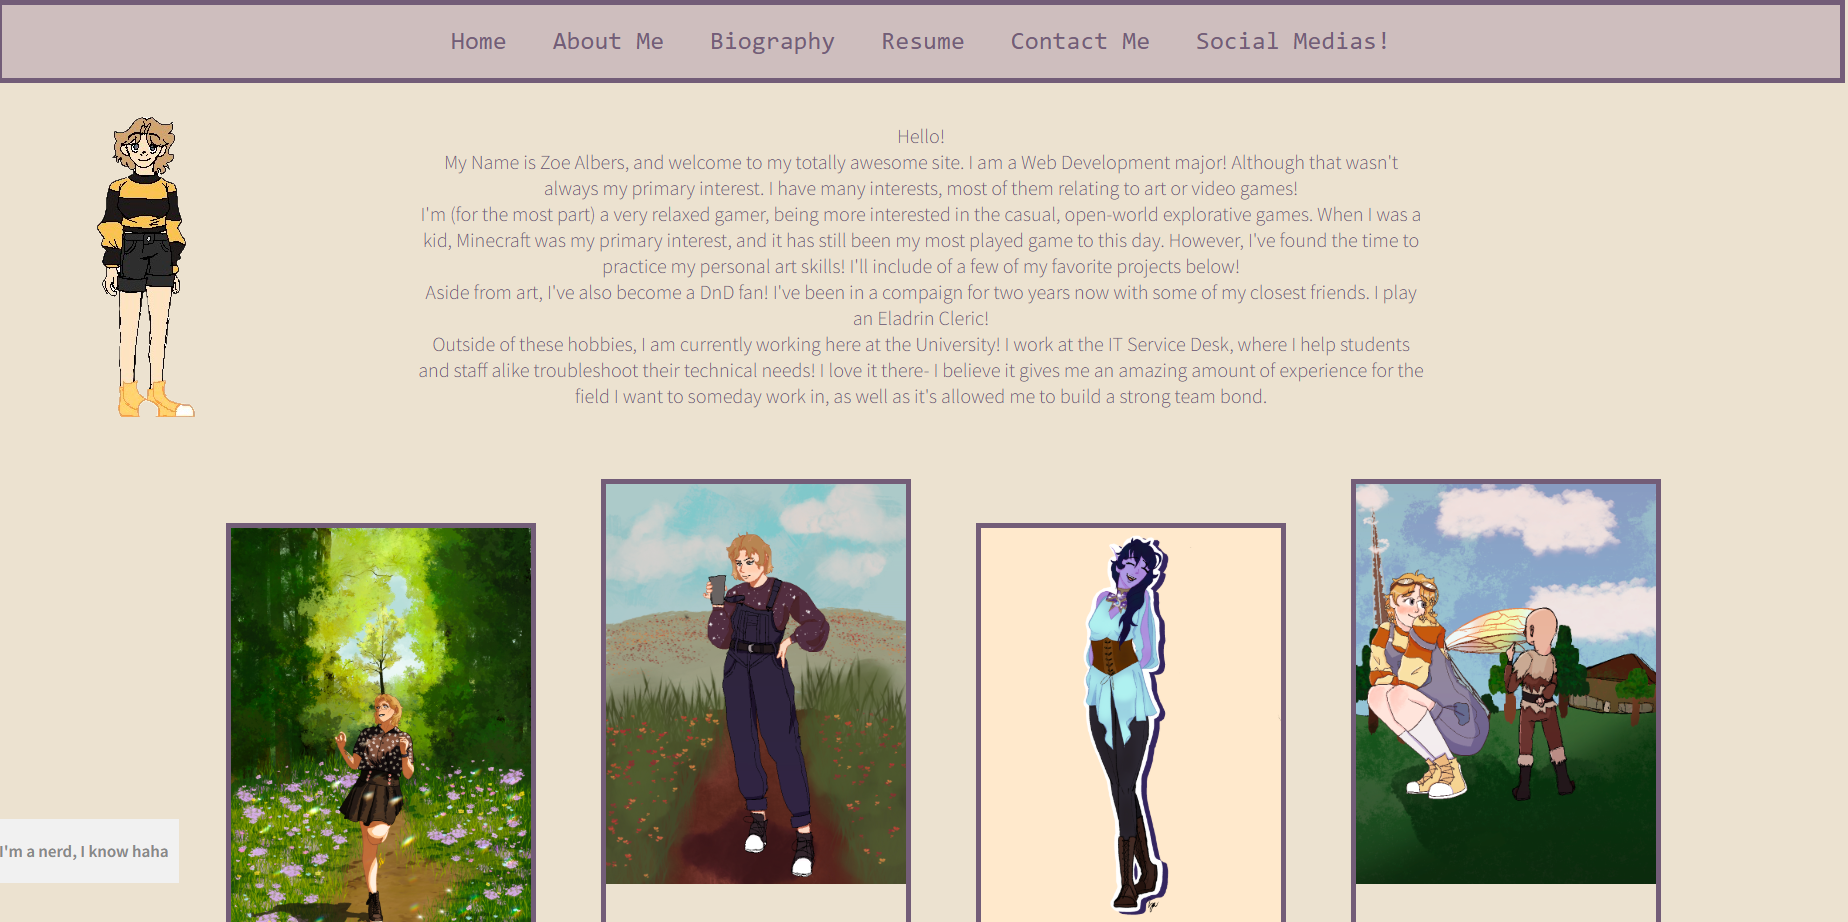 Home About Me Biography Resume Contact Me Social Medias!
Hello!
My Name is Zoe Albers, and welcome to my totally awesome site. I am a Web Development major! Although that wasn't
always my primary interest. I have many interests, most of them relating to art or video games!
I'm (for the most part) a very relaxed gamer, being more interested in the casual, open-world explorative games. When I was a
kid, Minecraft was my primary interest, and it has still been my most played game to this day. However, I've found the time to
practice my personal art skills! I'll include of a few of my favorite projects below!
Aside from art, I've also become a DnD fan! I've been in a compaign for two years now with some of my closest friends. I play
an Eladrin Cleric!
Outside of these hobbies, I am currently working here at the University! I work at the IT Service Desk, where I help students
and staff alike troubleshoot their technical needs! I love it there- I believe it gives me an amazing amount of experience for the
field I want to someday work in, as well as it's allowed me to build a strong team bond.
I'm a nerd, I know haha